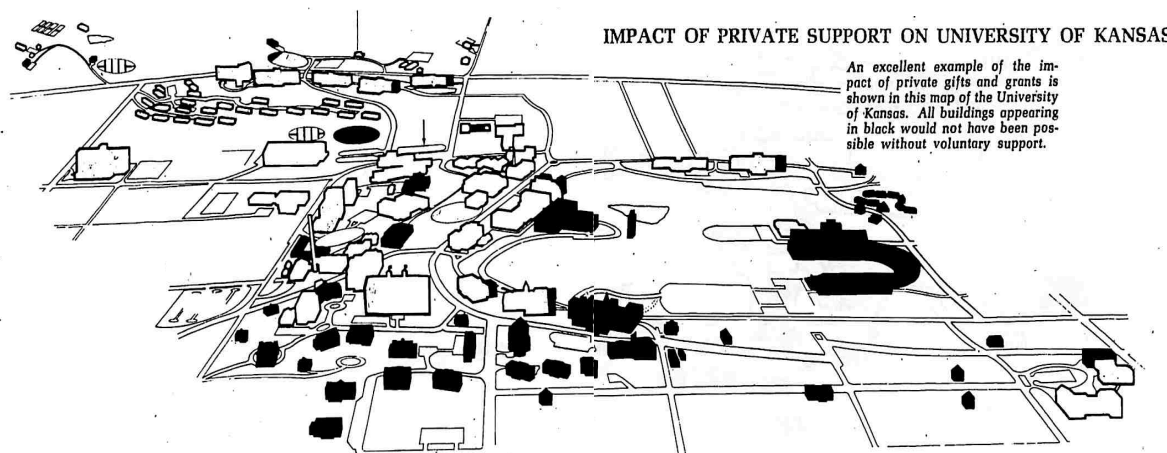 IMPACT OF PRIVATE SUPPORT ON UNIVERSITY OF KANSAS
An excellent example of the im-
pact of private gifts and grants is
shown in this map of the University
of Kansas. All buildings appearing
in black would not have been pos-
sible without voluntary support.